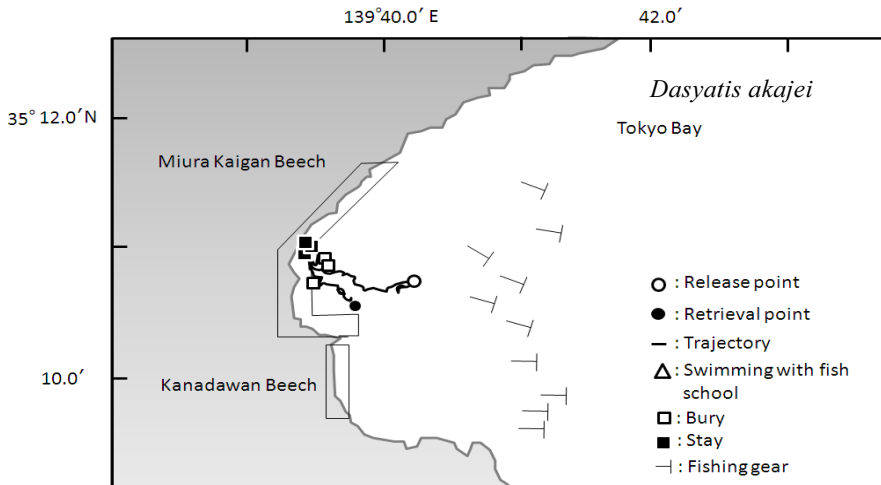 139°40.0′ E
42.0′
Dasyatis akajei
35° 12.0′ N
Tokyo Bay
Miura Kaigan Beech
: Release point
: Retrieval point
: Trajectory
10.0′
Kanadawan Beech
: Swimming with fish
school
: Bury
: Stay
: Fishing gear